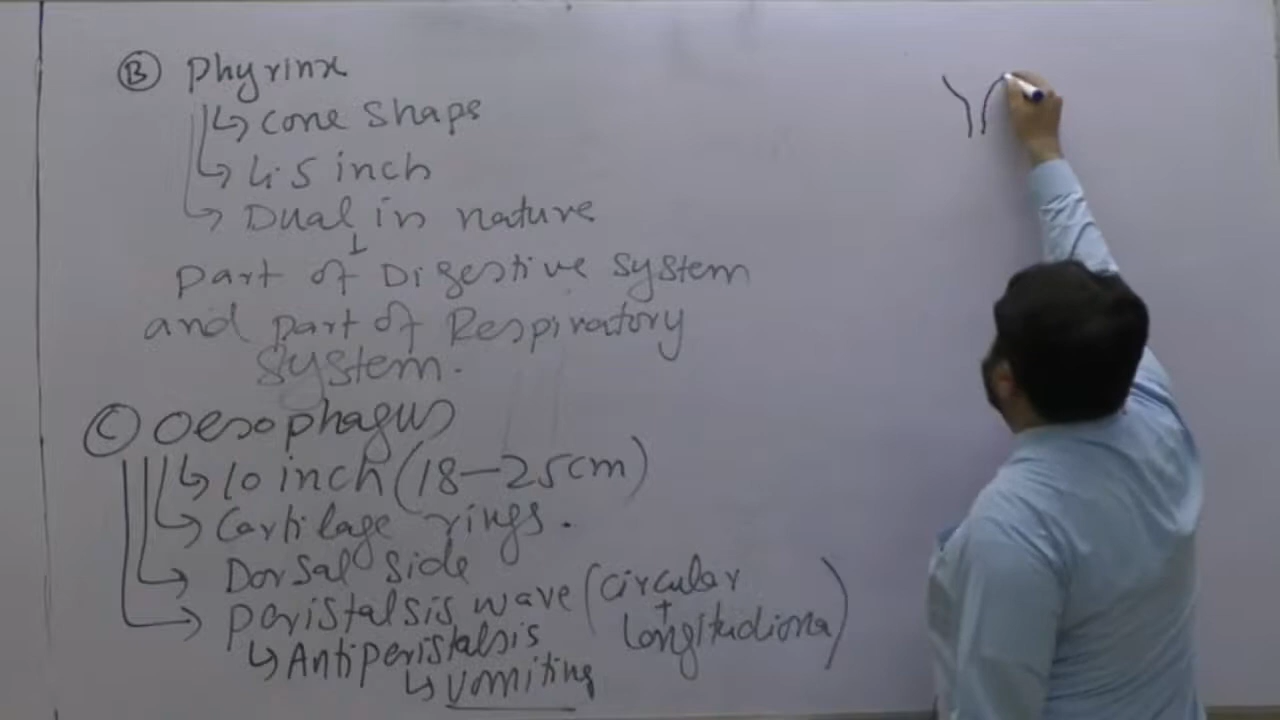 B Phyrinx
cone shape
4.5 inch
Dual in nature
part of Digestive system
and part of Respiratory
system.
C Oesophagus
10 inch (18-25cm)
Cartilage rings.
Dorsal side
peristalsis wave (circular
+
Longitudiona)
Antiperistalsis
vomiting